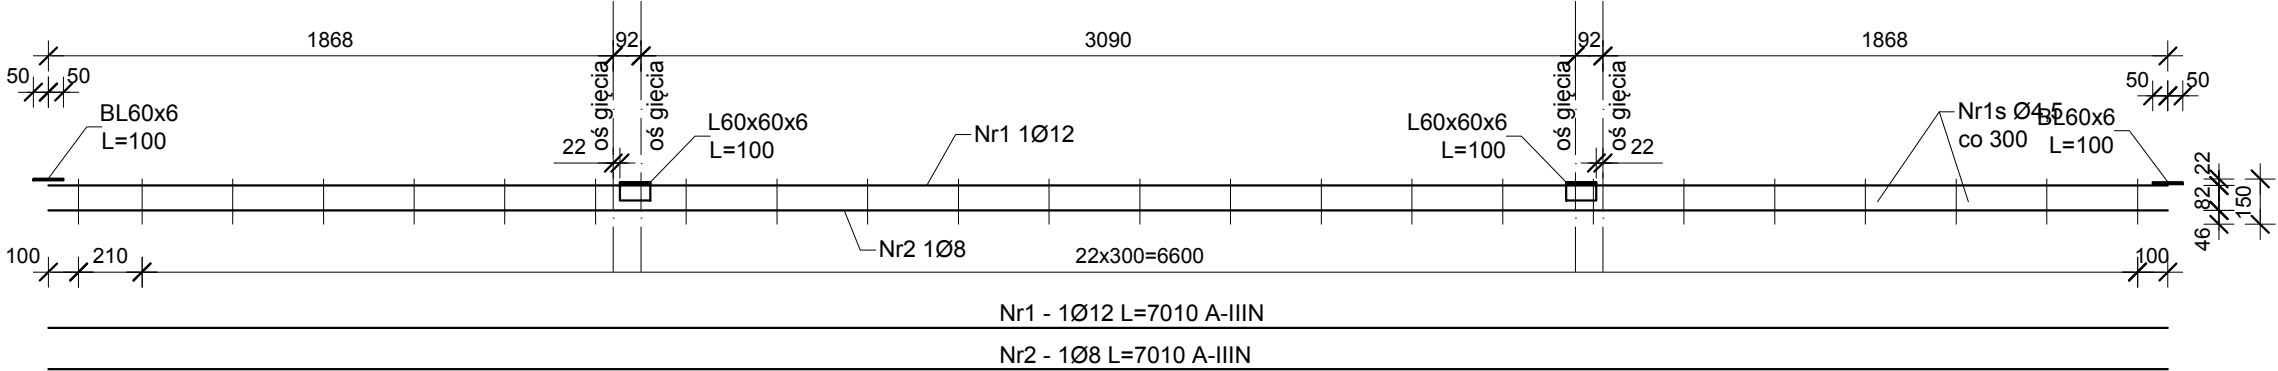 1868
92
3090
92
1868
50
50
oś gięcia
oś gięcia
oś gięcia
oś gięcia
50
50
BL60x6
L=100
22
L60x60x6
L=100
Nr1 1Ø12
L60x60x6
L=100
22
Nr1s Ø4,5
co 300
BL60x6
L=100
22
82
46
150
Nr2 1Ø8
100
210
22x300=6600
100
Nr1 - 1Ø12 L=7010 A-IIIN
Nr2 - 1Ø8 L=7010 A-IIIN